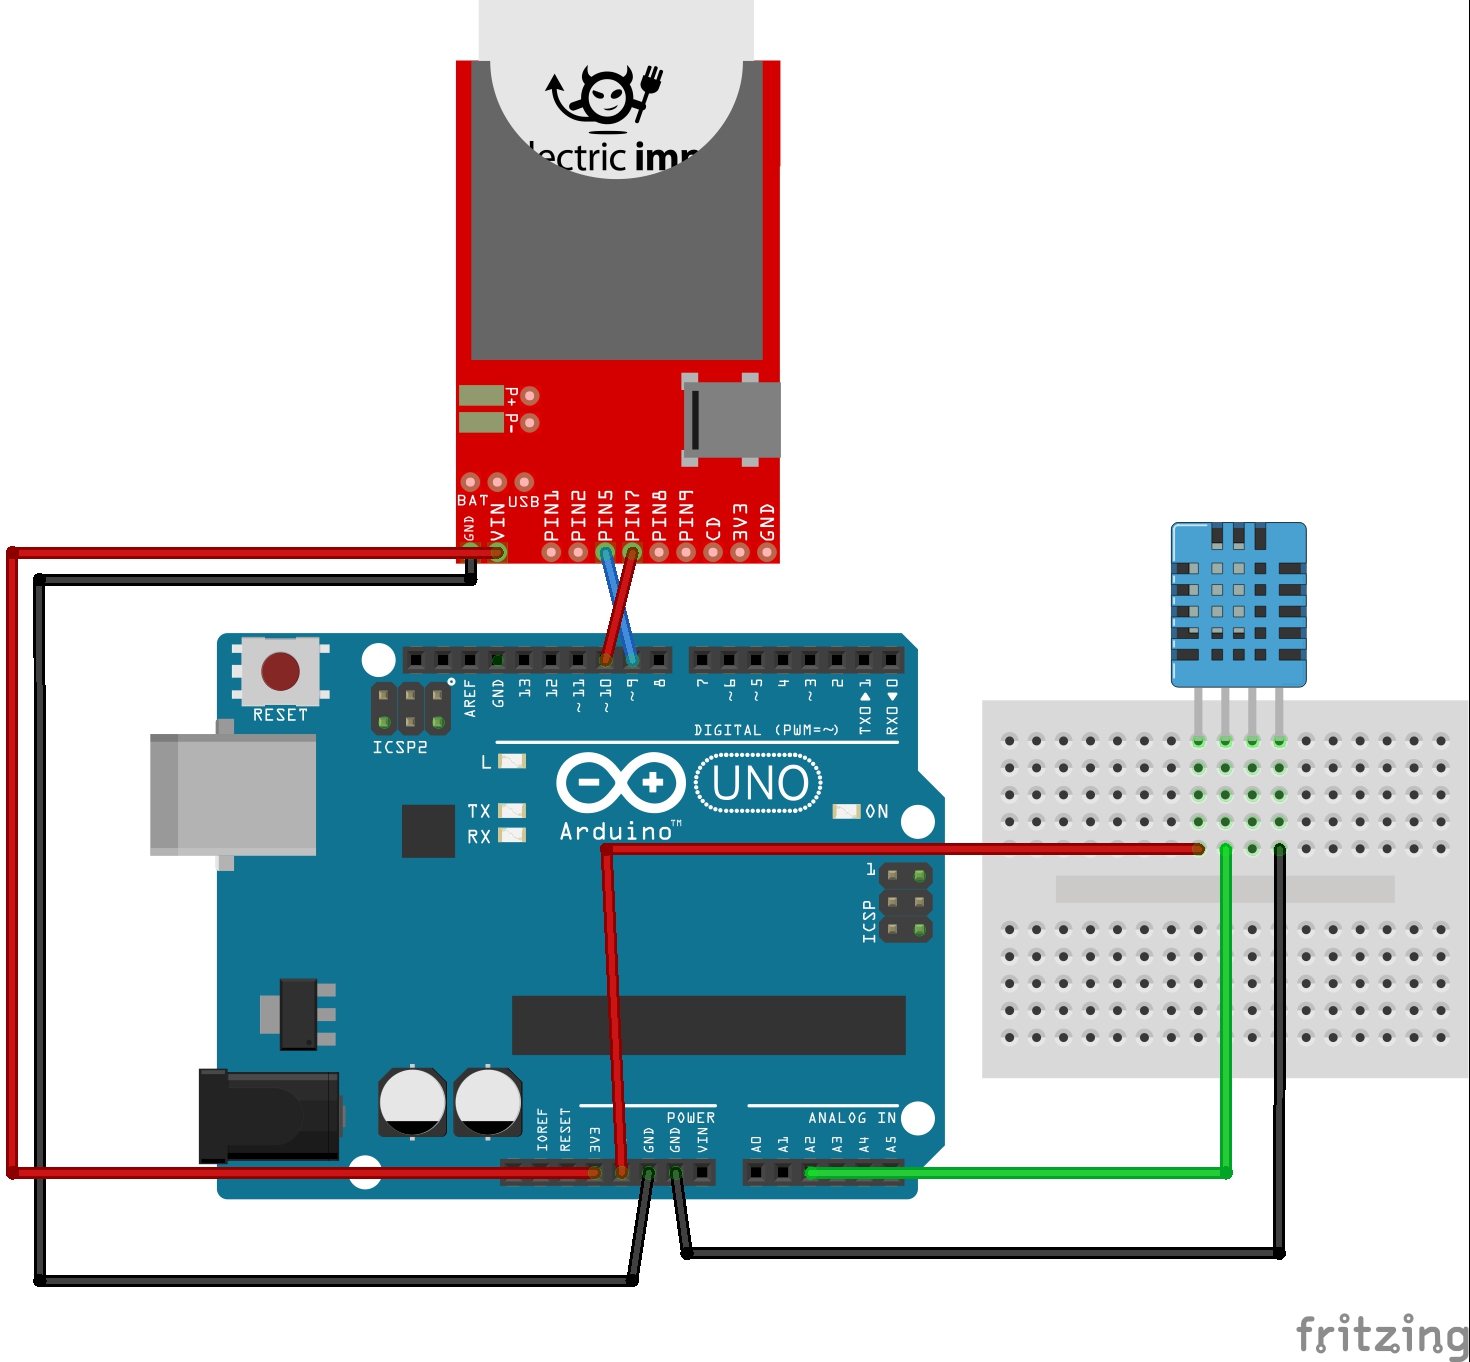 electric imp
P+
P-
BAT
USB
GND
VIN
PIN1
PIN2
PIN5
PIN7
PIN8
PIN9
CD
3V3
GND
RESET
ICSP2
AREF
GND
13
12
~11
~10
~9
8
7
~6
~5
4
~3
2
TX0▶1
RX0◀0
DIGITAL (PWM=~)
L
TX
RX
UNO
Arduino™
ON
1
ICSP
IOREF
RESET
3V3
GND
GND
VIN
POWER
ANALOG IN
A0
A1
A2
A3
A4
A5
fritzing